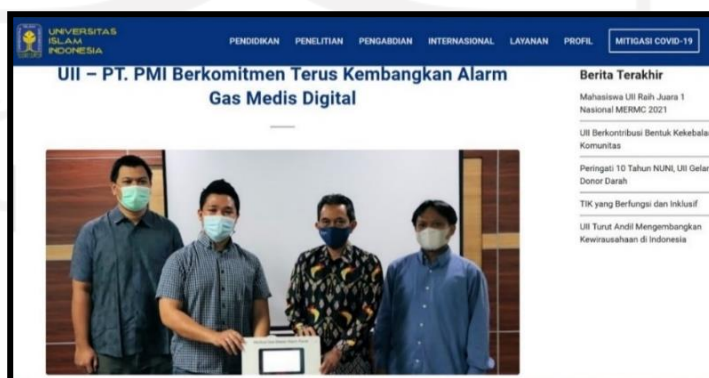 UNIVERSITAS
ISLAM
INDONESIA
PENDIDIKAN PENELITIAN PENGABDIAN INTERNASIONAL LAYANAN PROFIL MITIGASI COVID-19
UII – PT. PMI Berkomitmen Terus Kembangkan Alarm
Gas Medis Digital
Berita Terakhir
Mahasiswa UII Raih Juara 1
Nasional MERMC 2021
UII Berkontribusi Bentuk Kekebala
Komunitas
Peringati 10 Tahun NUNI, UII Gelar
Donor Darah
TIK yang Berfungsi dan Inklusif
UII Turut Andil Mengembangkan
Kewirausahaan di Indonesia